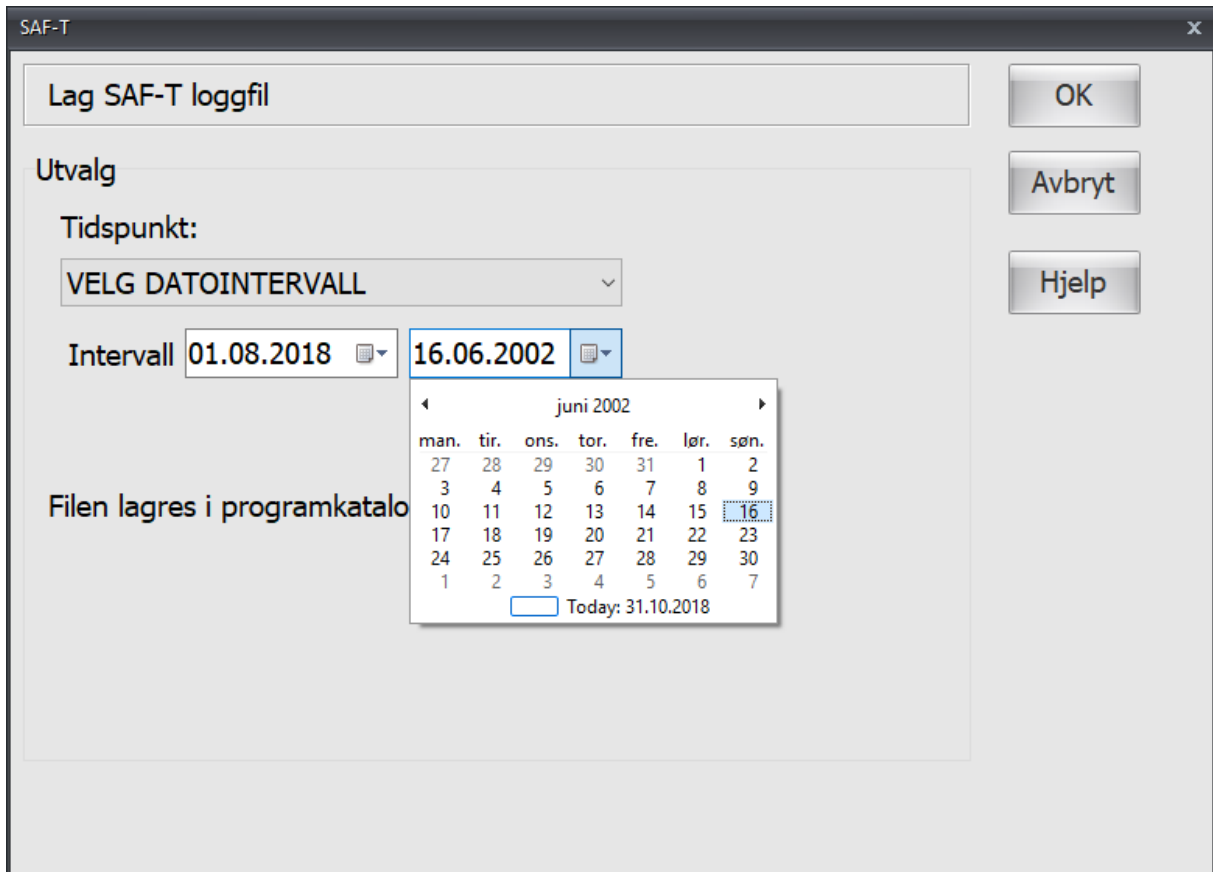 SAF-T x
Lag SAF-T loggfil
OK
Utvalg
Avbryt
Tidspunkt:
VELG DATOINTERVALL
Hjelp
Intervall 01.08.2018 16.06.2002
juni 2002
man. tir. ons. tor. fre. lør. søn.
27 28 29 30 31 1 2
3 4 5 6 7 8 9
Filen lagres i programkatalo
10 11 12 13 14 15 16
17 18 19 20 21 22 23
24 25 26 27 28 29 30
1 2 3 4 5 6 7
Today: 31.10.2018